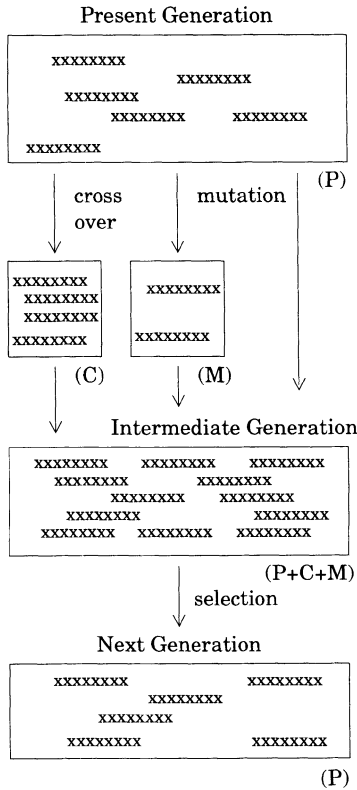 Present Generation
xxxxxxxx
xxxxxxxx
xxxxxxxx
xxxxxxxx xxxxxxxx
xxxxxxxx
(P)
cross mutation
over
xxxxxxxx
xxxxxxxx
xxxxxxxx
xxxxxxxx
(C)
xxxxxxxx
xxxxxxxx
(M)
Intermediate Generation
xxxxxxxx xxxxxxxx xxxxxxxx
xxxxxxxx xxxxxxxx
xxxxxxxx xxxxxxxx
xxxxxxxx xxxxxxxx
xxxxxxxx xxxxxxxx xxxxxxxx
(P+C+M)
selection
Next Generation
xxxxxxxx xxxxxxxx
xxxxxxxx
xxxxxxxx
xxxxxxxx xxxxxxxx
(P)